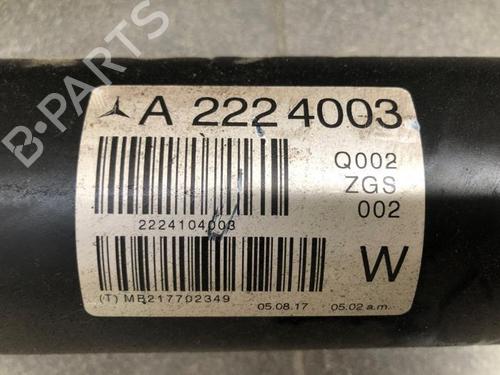 A 222 4003
Q002
ZGS
002
2224104003
W
(T) MB217702349
05.08.17
05:02 a.m.
B-PARTS